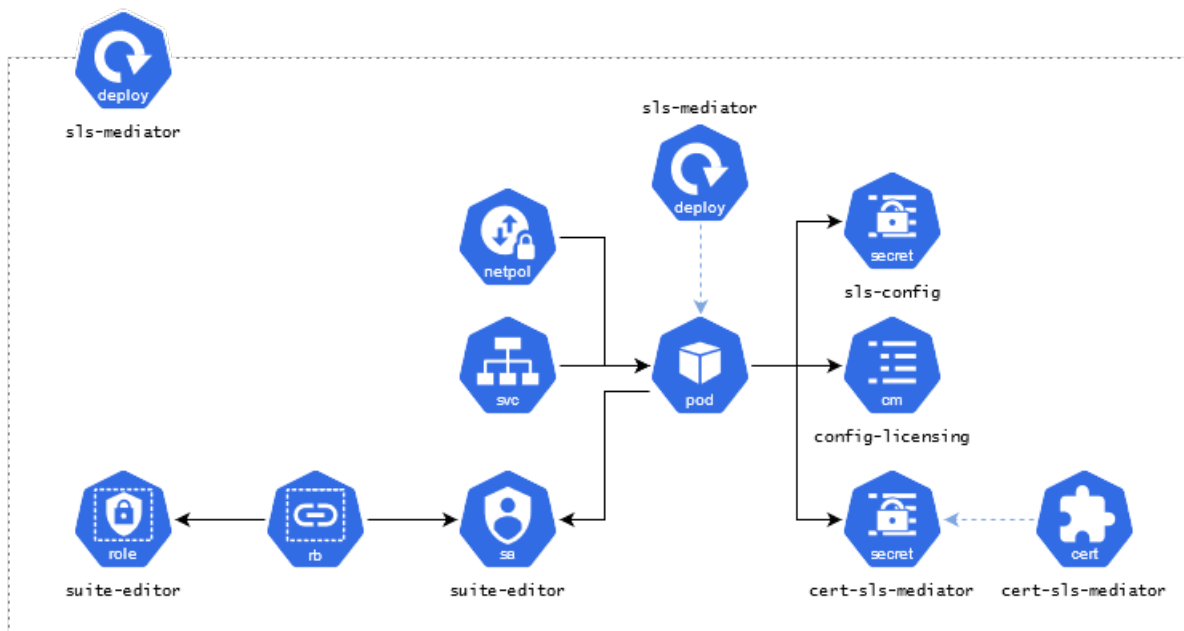 deploy
sls-mediator
sls-mediator
deploy
netpol
secret
sls-config
svc
pod
cm
config-licensing
role
rb
sa
secret
cert
suite-editor
suite-editor
cert-sls-mediator
cert-sls-mediator